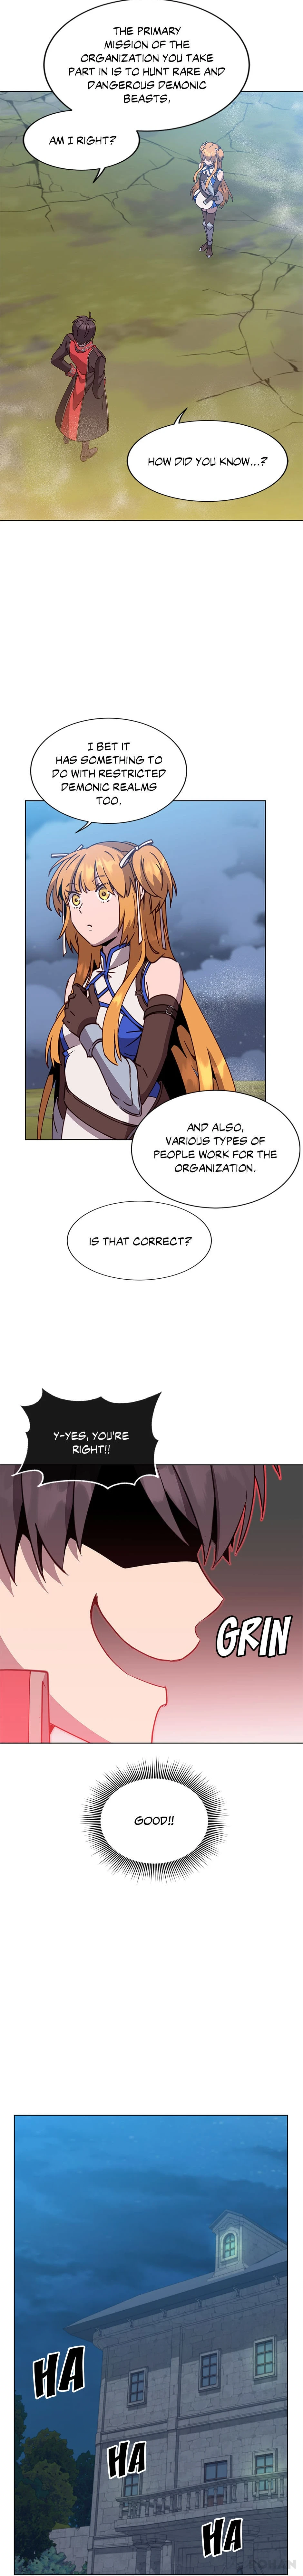 THE PRIMARY
MISSION OF THE
ORGANIZATION YOU TAKE
PART IN IS TO HUNT RARE AND
DANGEROUS DEMONIC
BEASTS,
AM I RIGHT?
HOW DID YOU KNOW...?
I BET IT
HAS SOMETHING TO
DO WITH RESTRICTED
DEMONIC REALMS
TOO.
AND ALSO,
VARIOUS TYPES OF
PEOPLE WORK FOR THE
ORGANIZATION.
IS THAT CORRECT?
Y-YES, YOU'RE
RIGHT!!
GRIN
GOOD!!
HA
HA
HA